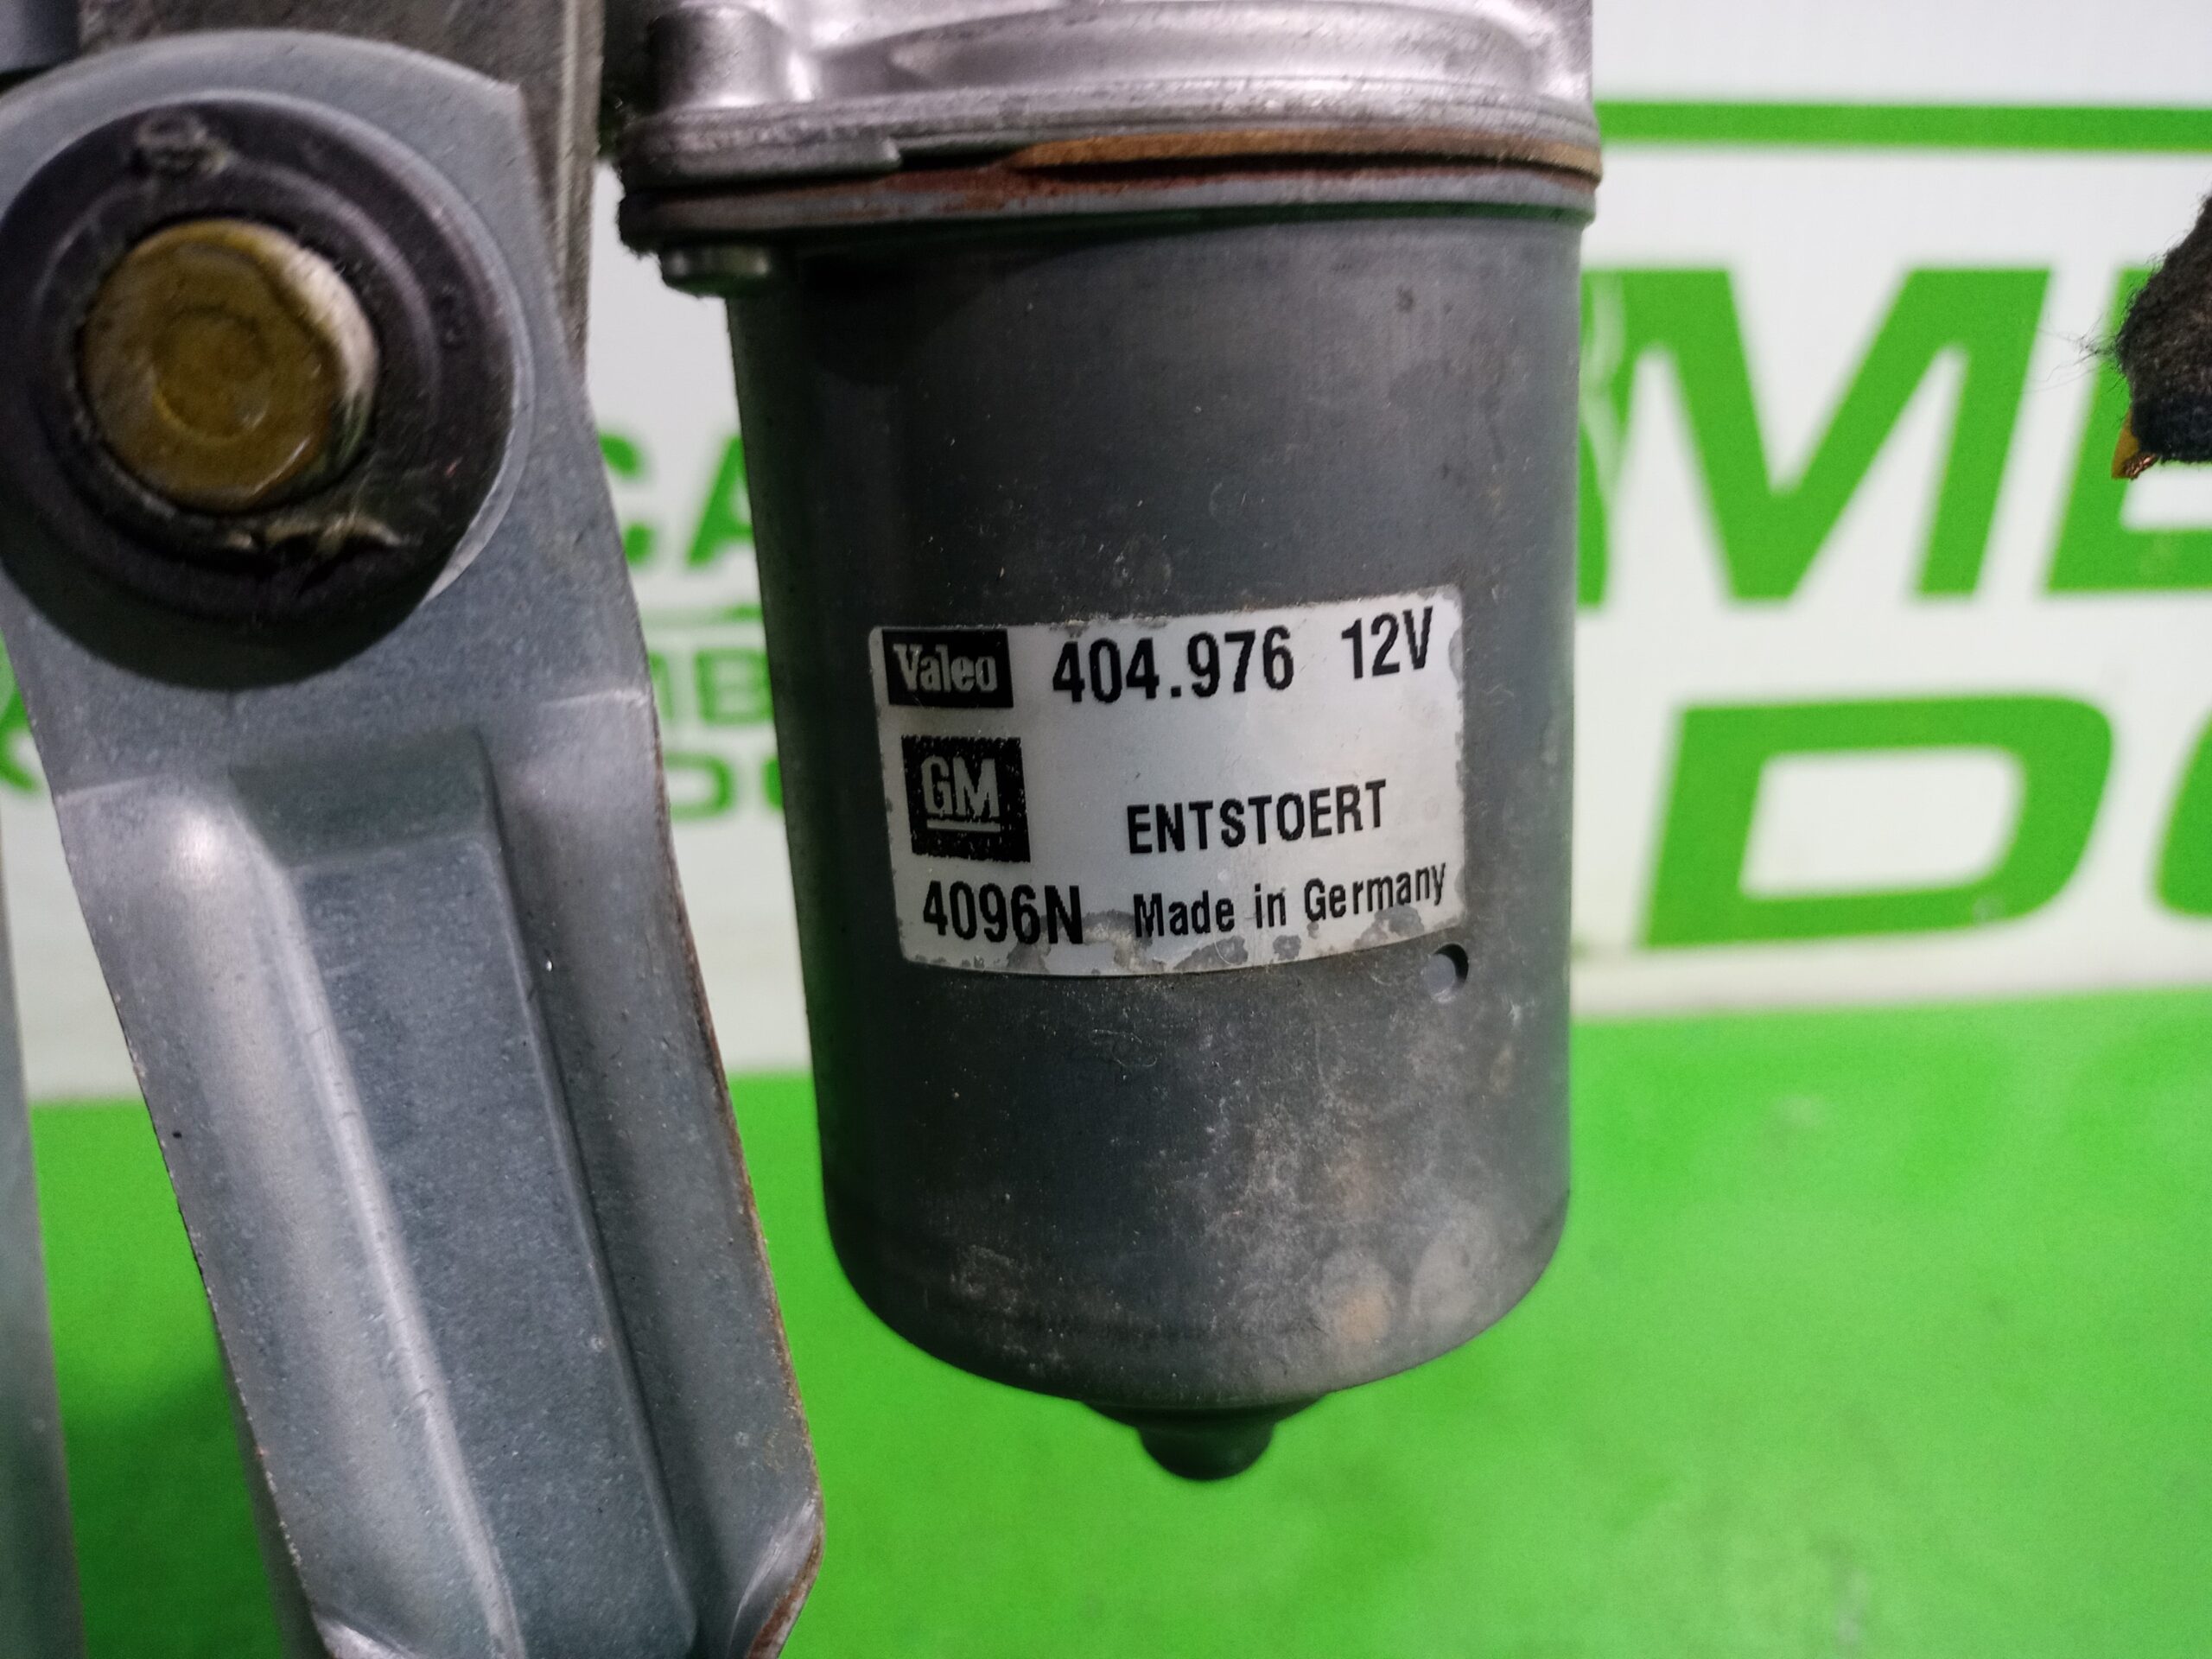 Valeo 404.976 12V
GM
ENTSTOERT
4096N Made in Germany